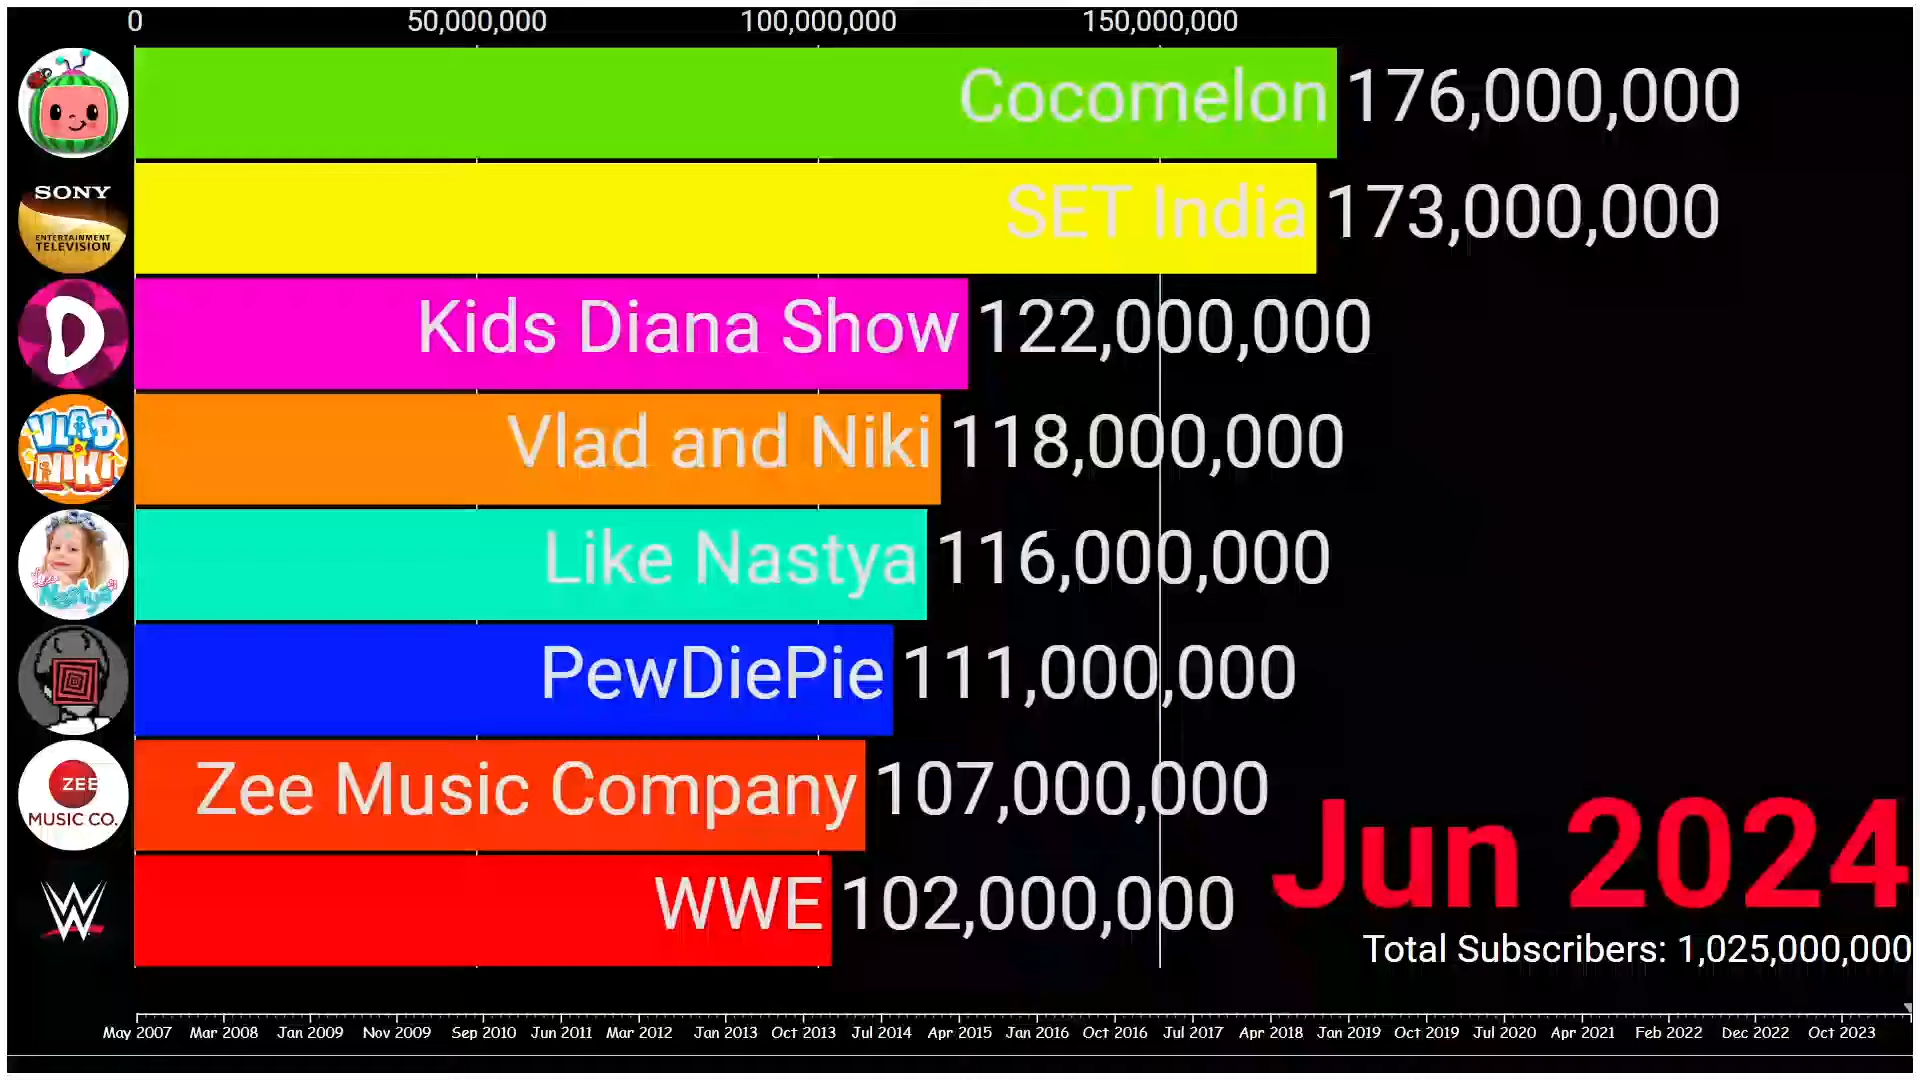 0 50,000,000 100,000,000 150,000,000
Cocomelon 176,000,000
SONY
ENTERTAINMENT
TELEVISION
SET India 173,000,000
D
Kids Diana Show 122,000,000
VLAD
&
NIKI
Vlad and Niki 118,000,000
Like
Nastya
Like Nastya 116,000,000
PewDiePie 111,000,000
ZEE
MUSIC CO.
Zee Music Company 107,000,000
W
WWE 102,000,000
Jun 2024
Total Subscribers: 1,025,000,000
May 2007 Mar 2008 Jan 2009 Nov 2009 Sep 2010 Jun 2011 Mar 2012 Jan 2013 Oct 2013 Jul 2014 Apr 2015 Jan 2016 Oct 2016 Jul 2017 Apr 2018 Jan 2019 Oct 2019 Jul 2020 Apr 2021 Feb 2022 Dec 2022 Oct 2023